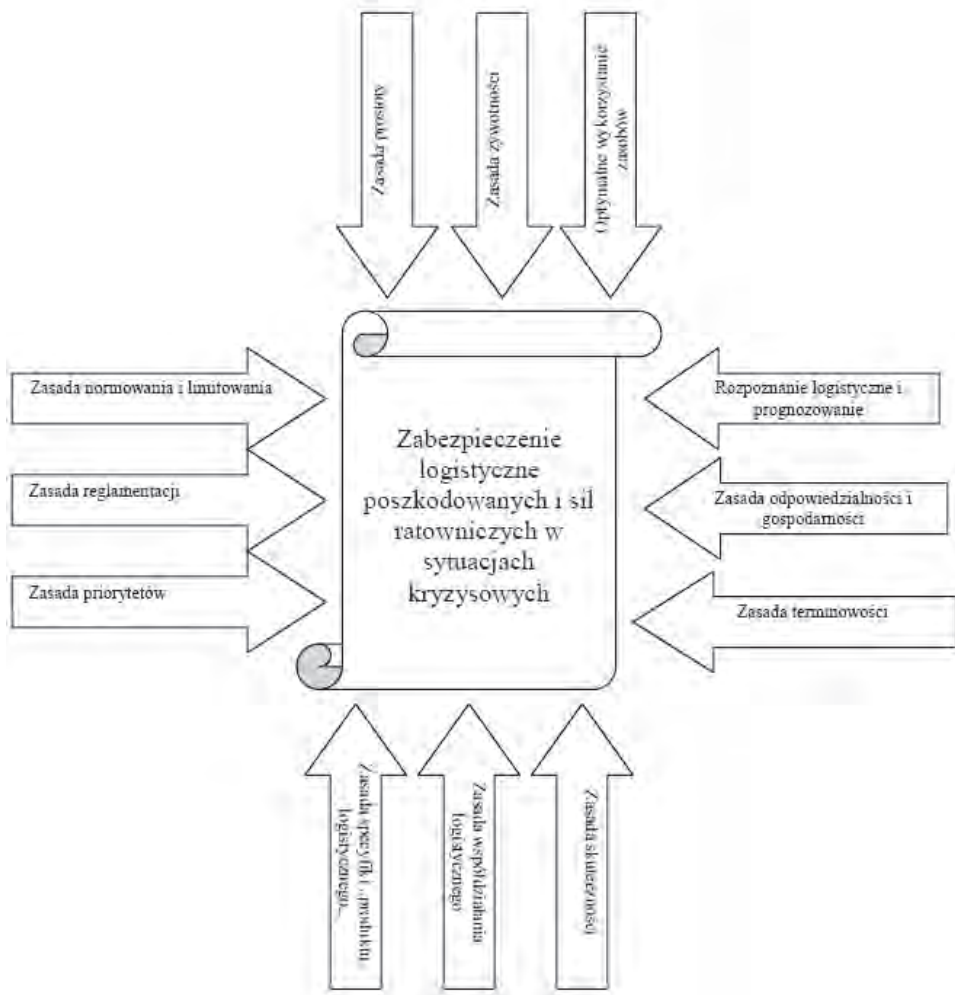 Zasada prostoty
Zasada żywotności
Optymalne wykorzystanie
zasobów
Zasada normowania i limitowania
Rozpoznanie logistyczne i
prognozowanie
Zabezpieczenie
logistyczne
poszkodowanych i sił
ratowniczych w
sytuacjach
kryzysowych
Zasada reglamentacji
Zasada odpowiedzialności i
gospodarności
Zasada priorytetów
Zasada terminowości
Zasada specyfiki „produktu
logistycznego”
Zasada współdziałania
logistycznego
Zasada skuteczności